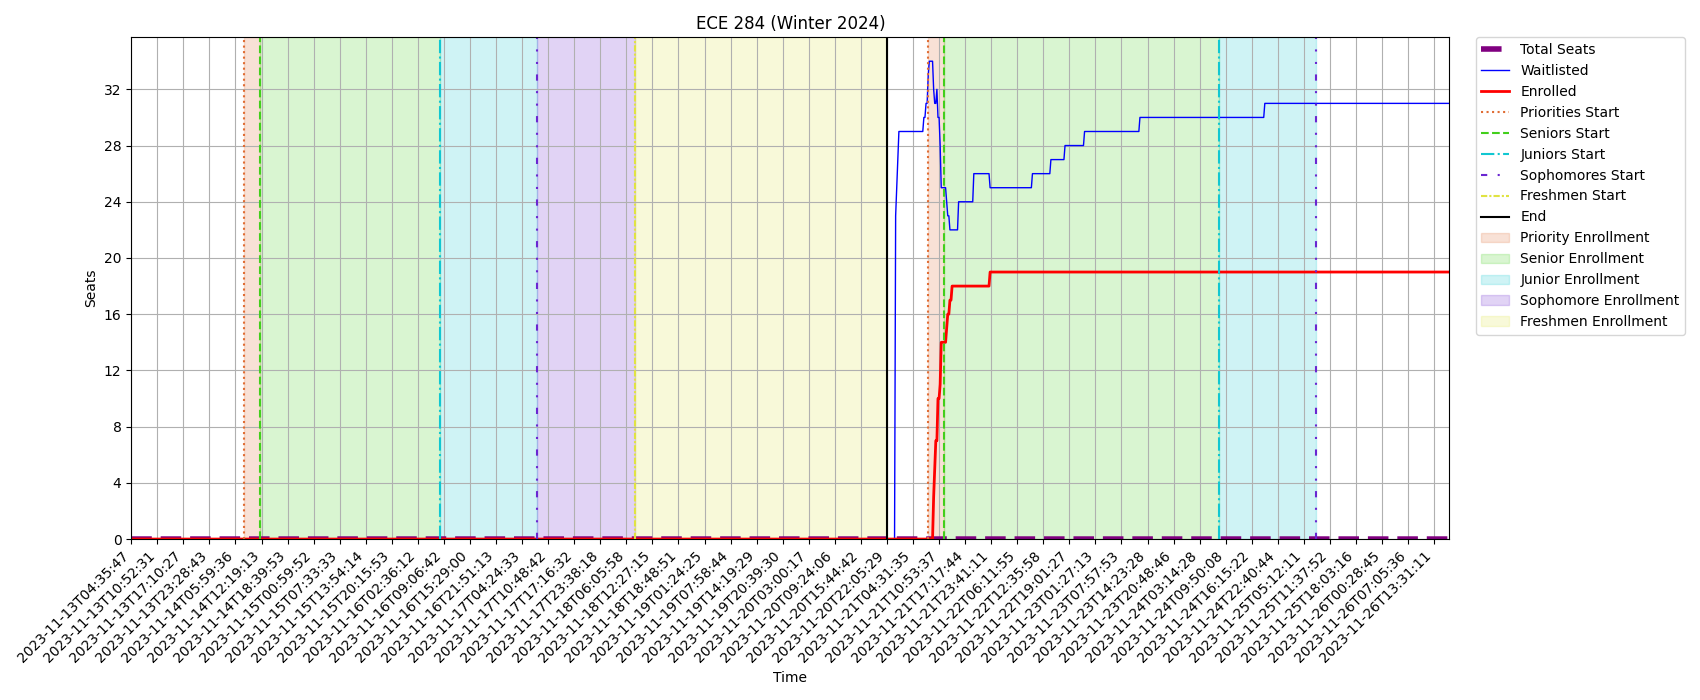 ECE 284 (Winter 2024)
Total Seats
Waitlisted
Enrolled
Priorities Start
Seniors Start
Juniors Start
Sophomores Start
Freshmen Start
End
Priority Enrollment
Senior Enrollment
Junior Enrollment
Sophomore Enrollment
Freshmen Enrollment
Seats
32
28
24
20
16
12
8
4
0
2023-11-13T04:35:47
2023-11-13T10:52:31
2023-11-13T17:10:27
2023-11-13T23:28:43
2023-11-14T05:59:36
2023-11-14T12:19:13
2023-11-14T18:39:53
2023-11-15T00:59:52
2023-11-15T07:33:33
2023-11-15T13:54:14
2023-11-15T20:15:53
2023-11-16T02:36:12
2023-11-16T09:06:42
2023-11-16T15:29:00
2023-11-16T21:51:13
2023-11-17T04:24:33
2023-11-17T10:48:42
2023-11-17T17:16:32
2023-11-17T23:38:18
2023-11-18T06:05:58
2023-11-18T12:27:15
2023-11-18T18:48:51
2023-11-19T01:24:25
2023-11-19T07:58:44
2023-11-19T14:19:29
2023-11-19T20:39:30
2023-11-20T03:00:17
2023-11-20T09:24:06
2023-11-20T15:44:42
2023-11-20T22:05:29
2023-11-21T04:31:35
2023-11-21T10:53:37
2023-11-21T17:17:44
2023-11-21T23:41:11
2023-11-22T06:11:55
2023-11-22T12:35:58
2023-11-22T19:01:27
2023-11-23T01:27:13
2023-11-23T07:57:53
2023-11-23T14:23:28
2023-11-23T20:48:46
2023-11-24T03:14:28
2023-11-24T09:50:08
2023-11-24T16:15:22
2023-11-24T22:40:44
2023-11-25T05:12:11
2023-11-25T11:37:52
2023-11-25T18:03:16
2023-11-26T00:28:45
2023-11-26T07:05:36
2023-11-26T13:31:11
Time